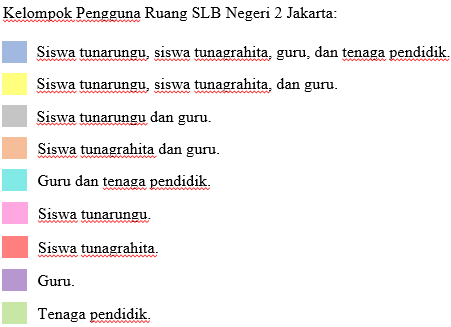 Kelompok Pengguna Ruang SLB Negeri 2 Jakarta:
Siswa tunarungu, siswa tunagrahita, guru, dan tenaga pendidik.
Siswa tunarungu, siswa tunagrahita, dan guru.
Siswa tunarungu dan guru.
Siswa tunagrahita dan guru.
Guru dan tenaga pendidik.
Siswa tunarungu.
Siswa tunagrahita.
Guru.
Tenaga pendidik.